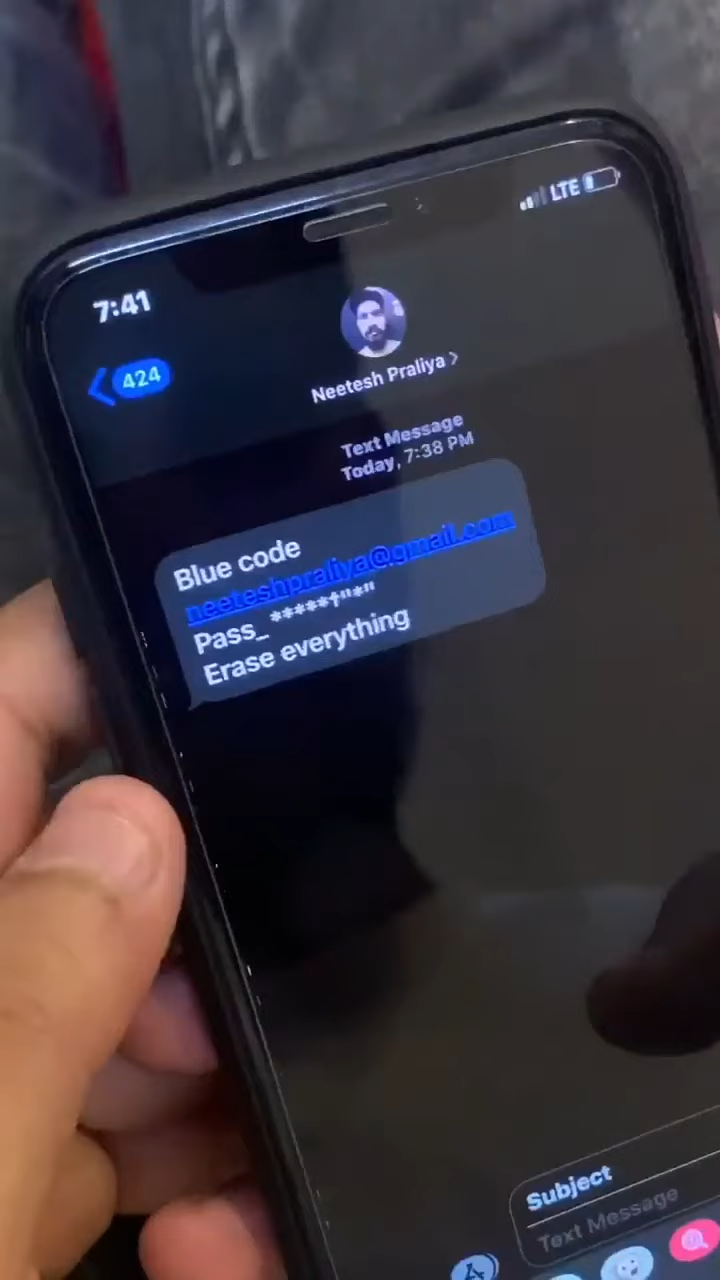 7:41
LTE
424
Neetesh Praliya
Text Message
Today, 7:38 PM
Blue code
neeteshpraliya@gmail.com
Pass_ *****†"*"
Erase everything
Subject
Text Message